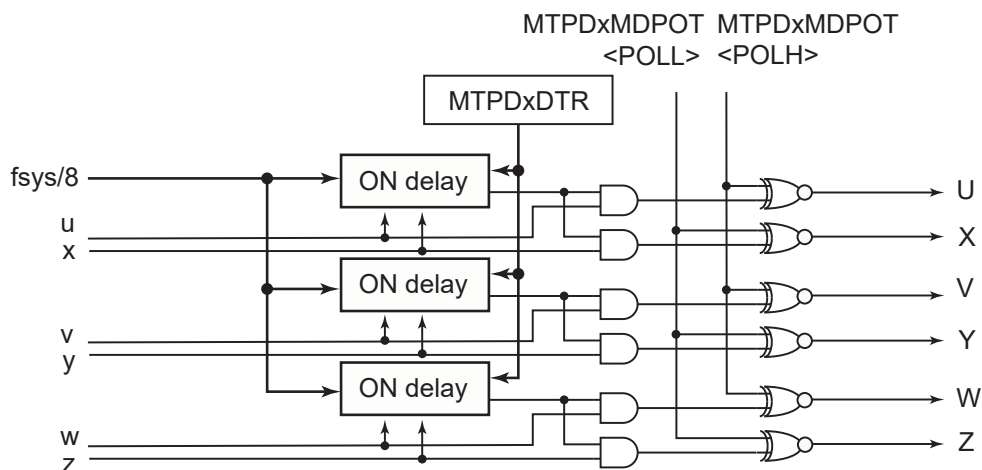 MTPDxMDPOT MTPDxMDPOT
<POLL> <POLH>
MTPDxDTR
fsys/8
ON delay
U
u
x
X
ON delay
V
v
y
Y
ON delay
W
w
z
Z